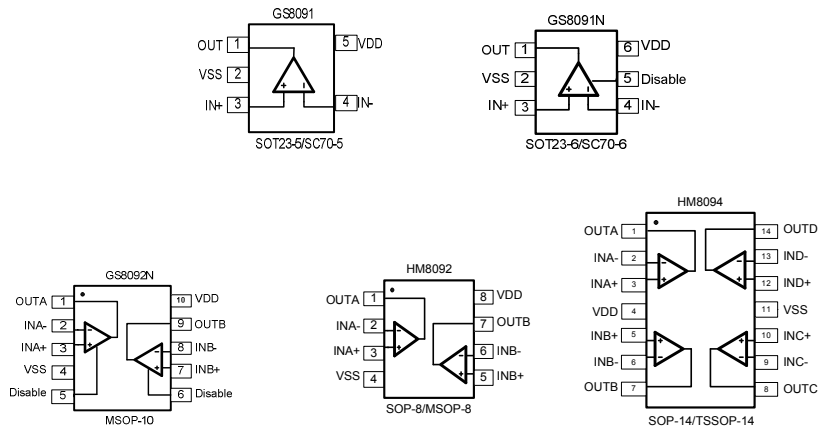 GS8091
OUT 1 5 VDD
VSS 2
IN+ 3 4 IN-
+ -
SOT23-5/SC70-5
GS8091N
OUT 1 6 VDD
VSS 2 5 Disable
IN+ 3 4 IN-
+ -
SOT23-6/SC70-6
GS8092N
OUTA 1 10 VDD
INA- 2 - 9 OUTB
INA+ 3 + - 8 INB-
VSS 4 + 7 INB+
Disable 5 6 Disable
MSOP-10
HM8092
OUTA 1 8 VDD
INA- 2 - 7 OUTB
INA+ 3 + - 6 INB-
VSS 4 + 5 INB+
SOP-8/MSOP-8
HM8094
OUTA 1 14 OUTD
INA- 2 - - 13 IND-
INA+ 3 + + 12 IND+
VDD 4 11 VSS
INB+ 5 + + 10 INC+
INB- 6 - - 9 INC-
OUTB 7 8 OUTC
SOP-14/TSSOP-14